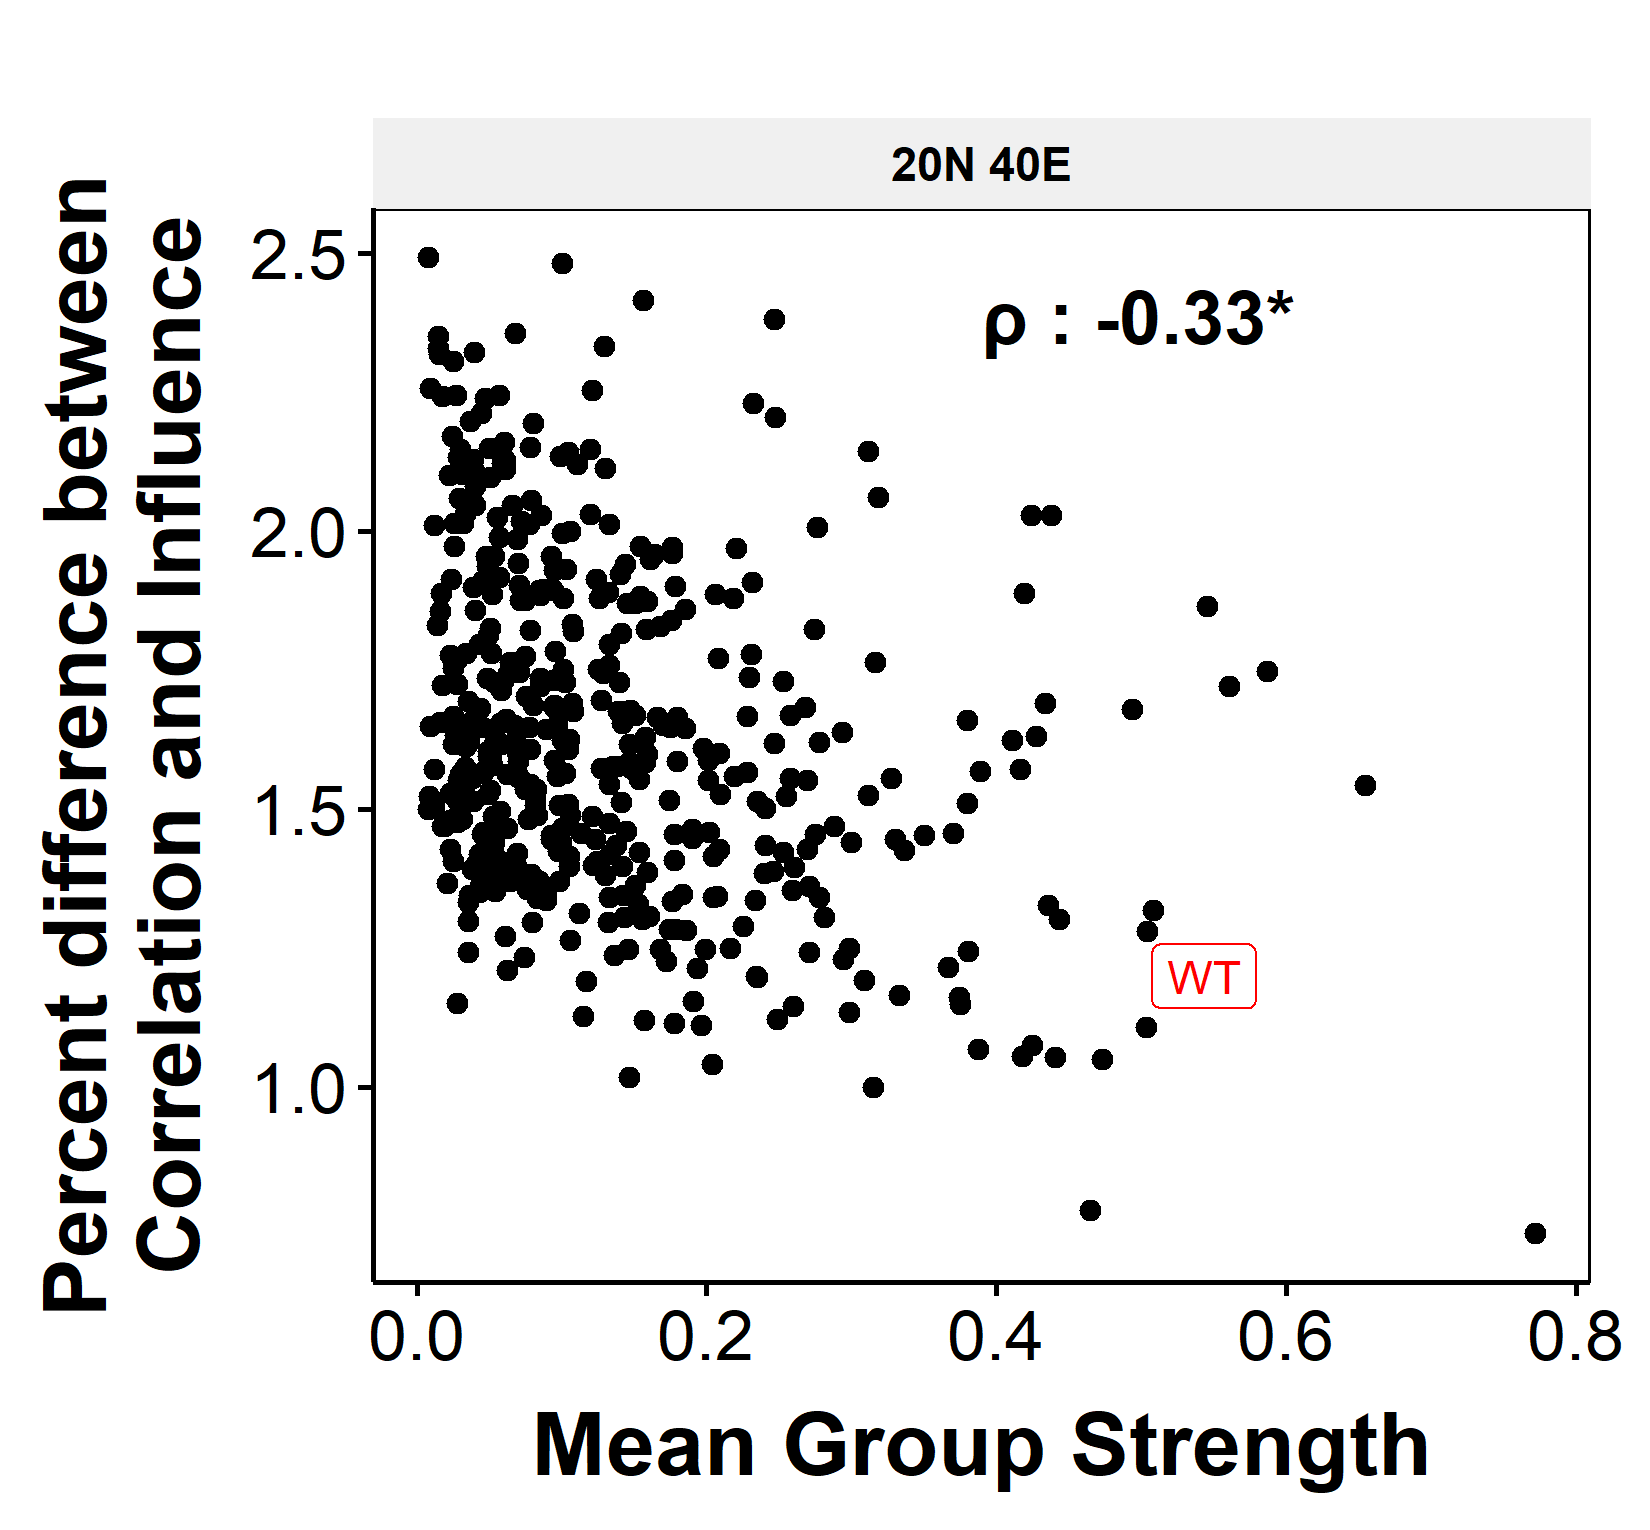 20N 40E
Percent difference between
Correlation and Influence
2.5
2.0
1.5
1.0
ρ : -0.33*
WT
0.0 0.2 0.4 0.6 0.8
Mean Group Strength